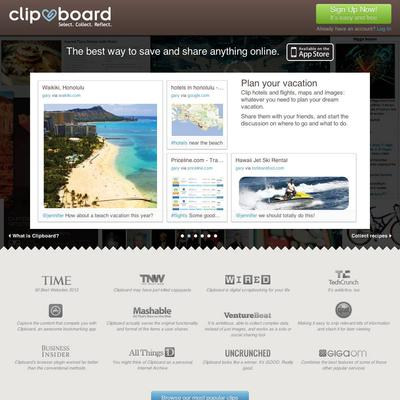 clipboard
Select. Collect. Reflect.
Sign Up Now!
It's easy and free
Already have an account? Log In
The best way to save and share anything online.
Available on the
App Store
Waikiki, Honolulu
gary via waikiki.com
@jennifer How about a beach vacation this year?
hotels in honolulu -...
gary via google.com
#hotels near the beach
Priceline.com - Tra...
gary via priceline.com
#flights Some good...
Plan your vacation
Clip hotels and flights, maps and images:
whatever you need to plan your dream
vacation.
Share them with your friends, and start the
discussion on where to go and what to do.
Hawaii Jet Ski Rental
@jennifer we should totally do this!
What is Clipboard?
Collect recipes
TIME
50 Best Websites 2012
TNW
Clipboard may have just killed copy/paste
WIRED
Clipboard is digital scrapbooking for your life.
TechCrunch
It's addictive, too.
Capture the content that compels you with
Clipboard, an awesome bookmarking app
Mashable
Clipboard actually saves the original functionality
and format of the items a user shares.
VentureBeat
It is ambitious, able to collect complex data
instead of just images, and works as a solo or
social sharing tool
Making it easy to snip relevant bits of information
and stash it for later viewing
BUSINESS
INSIDER
Clipboard's browser plugin worked far better
than the conventional methods.
All Things D
You might think of Clipboard as a personal
Internet Archive
UNCRUNCHED
Clipboard looks like a winner. It's GOOD. Really
good.
GIGAOM
Combines the best features of some of those
other popular services
Browse our most popular clips